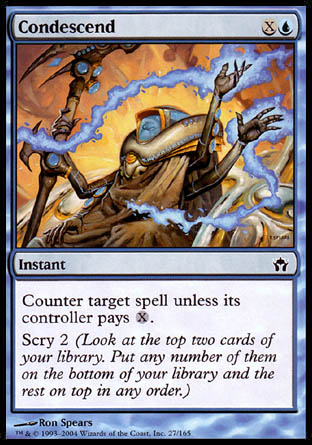 Condescend X
Instant
Counter target spell unless its
controller pays X.
Scry 2 (Look at the top two cards of
your library. Put any number of them
on the bottom of your library and the
rest on top in any order.)
Ron Spears
™ & © 1993–2004 Wizards of the Coast, Inc. 27/165